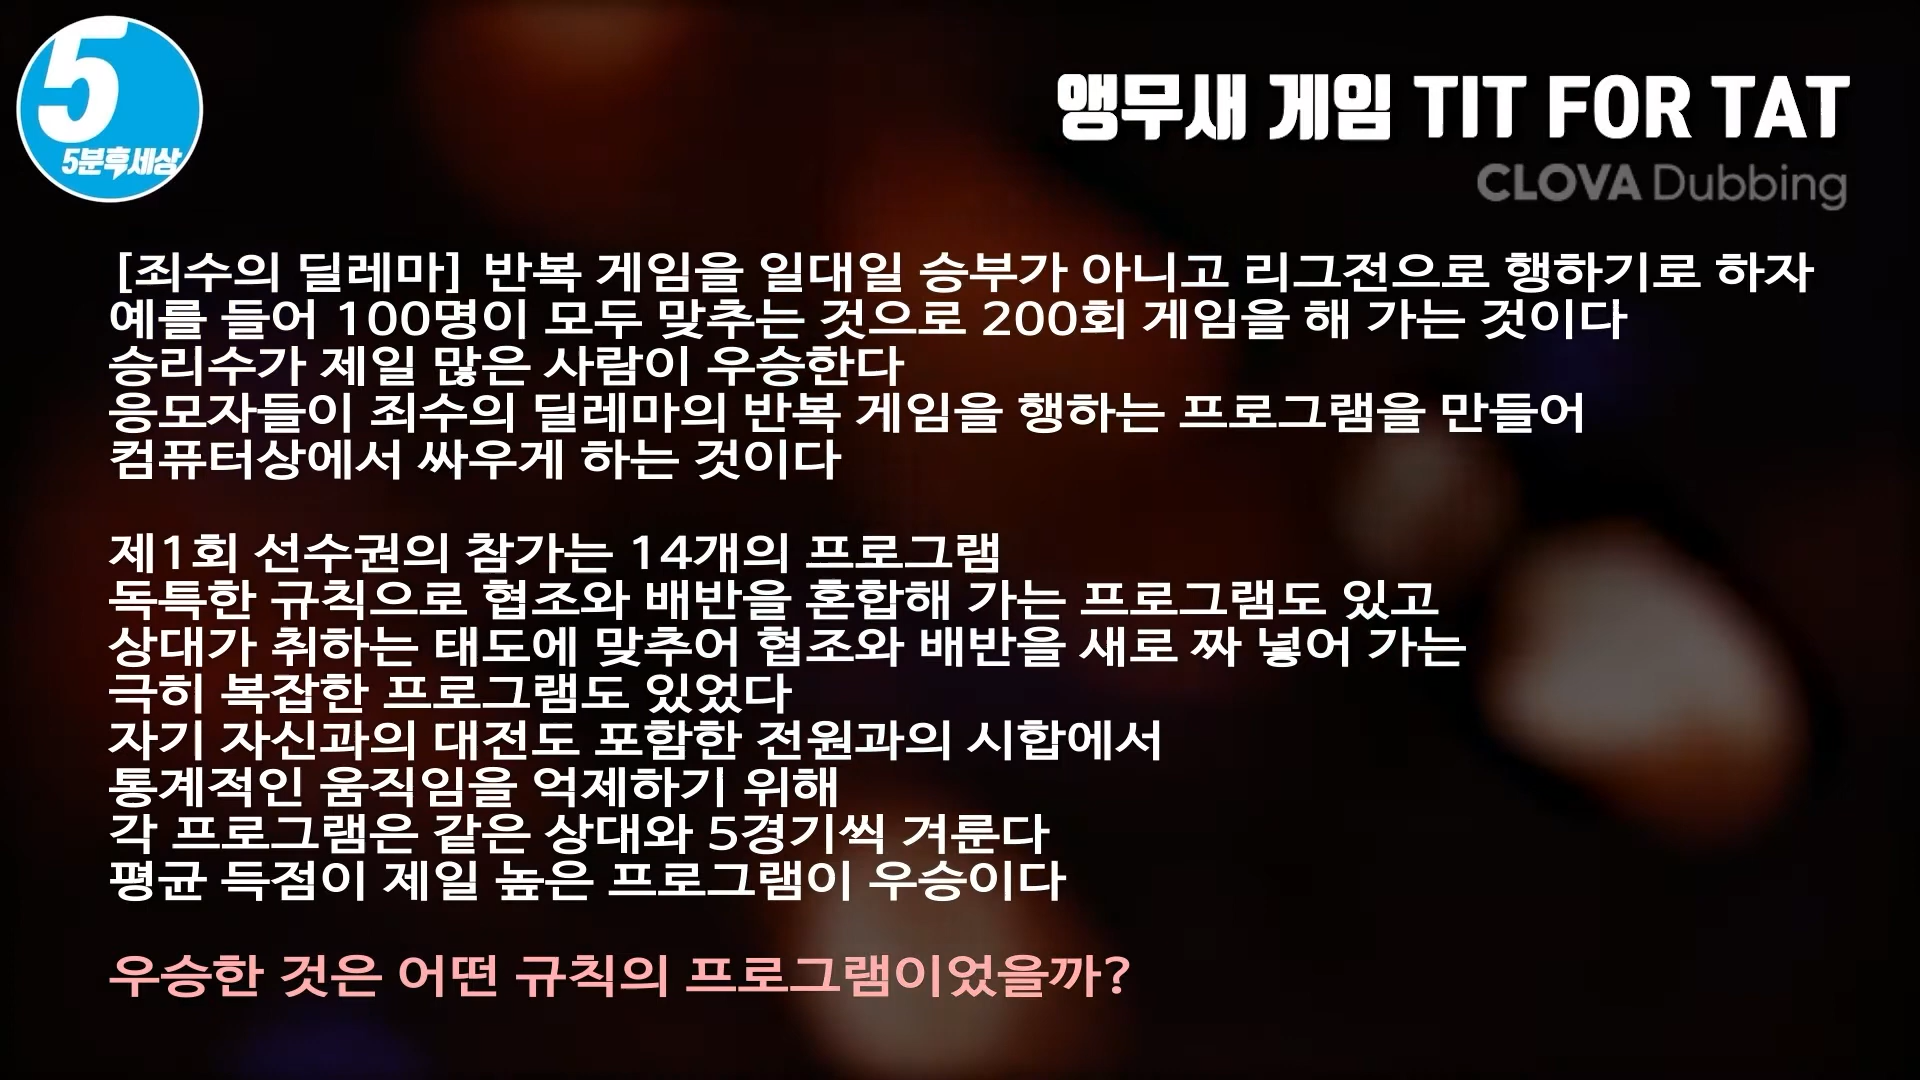 5
5분후세상
앵무새 게임 TIT FOR TAT
CLOVA Dubbing
[죄수의 딜레마] 반복 게임을 일대일 승부가 아니고 리그전으로 행하기로 하자
예를 들어 100명이 모두 맞추는 것으로 200회 게임을 해 가는 것이다
승리수가 제일 많은 사람이 우승한다
응모자들이 죄수의 딜레마의 반복 게임을 행하는 프로그램을 만들어
컴퓨터상에서 싸우게 하는 것이다
제1회 선수권의 참가는 14개의 프로그램
독특한 규칙으로 협조와 배반을 혼합해 가는 프로그램도 있고
상대가 취하는 태도에 맞추어 협조와 배반을 새로 짜 넣어 가는
극히 복잡한 프로그램도 있었다
자기 자신과의 대전도 포함한 전원과의 시합에서
통계적인 움직임을 억제하기 위해
각 프로그램은 같은 상대와 5경기씩 겨룬다
평균 득점이 제일 높은 프로그램이 우승이다
우승한 것은 어떤 규칙의 프로그램이었을까?